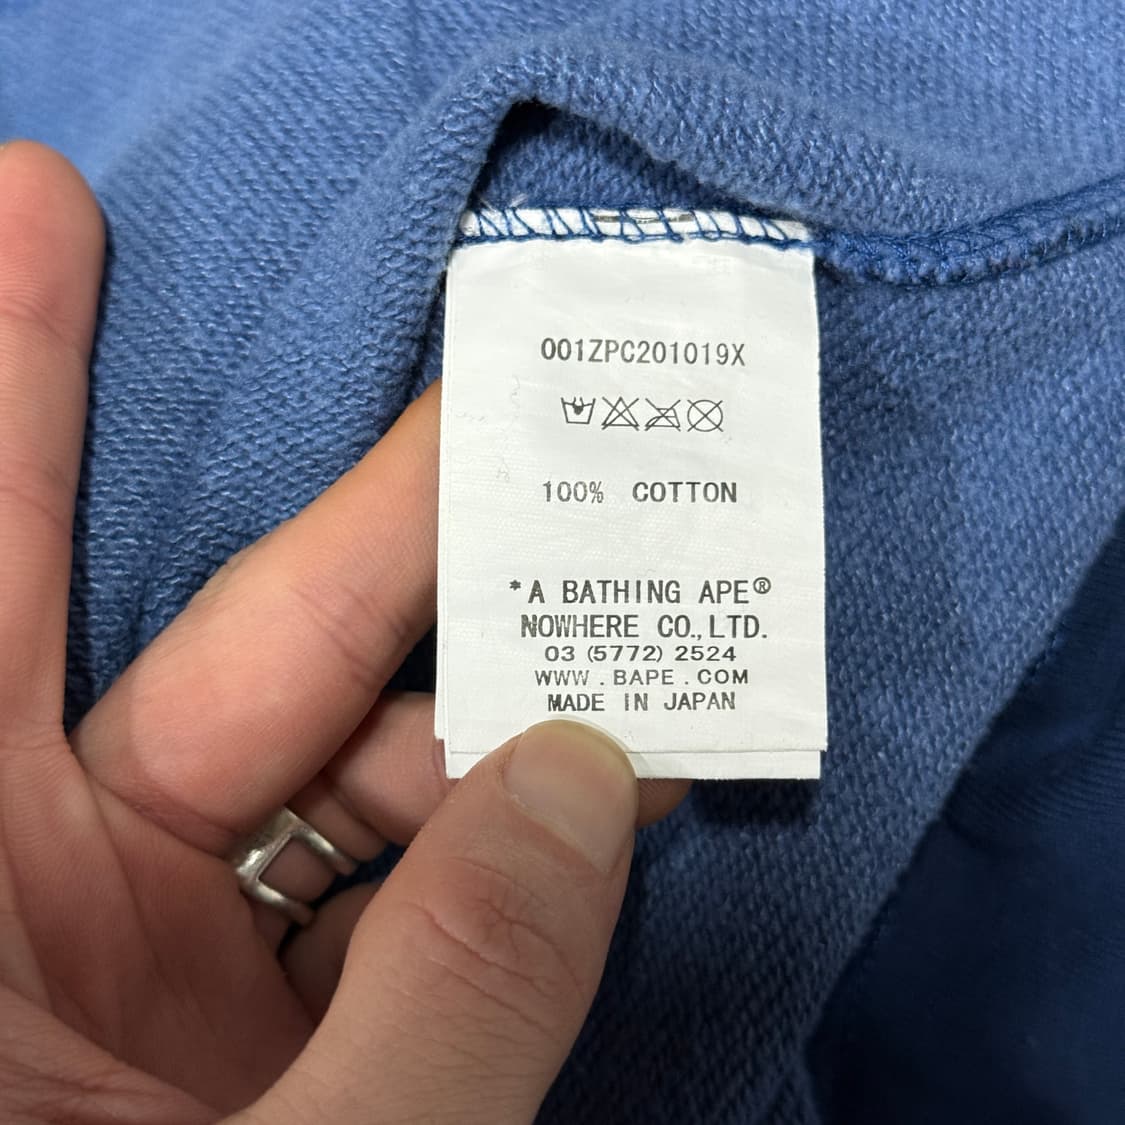 001ZPC201019X
100% COTTON
*A BATHING APE®
NOWHERE CO.,LTD.
03 (5772) 2524
WWW.BAPE.COM
MADE IN JAPAN